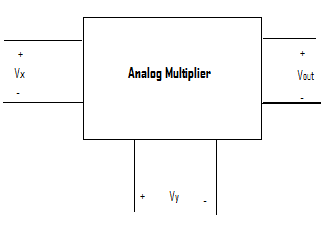 + +
Vx Analog Multiplier Vout
- -
+ Vy -